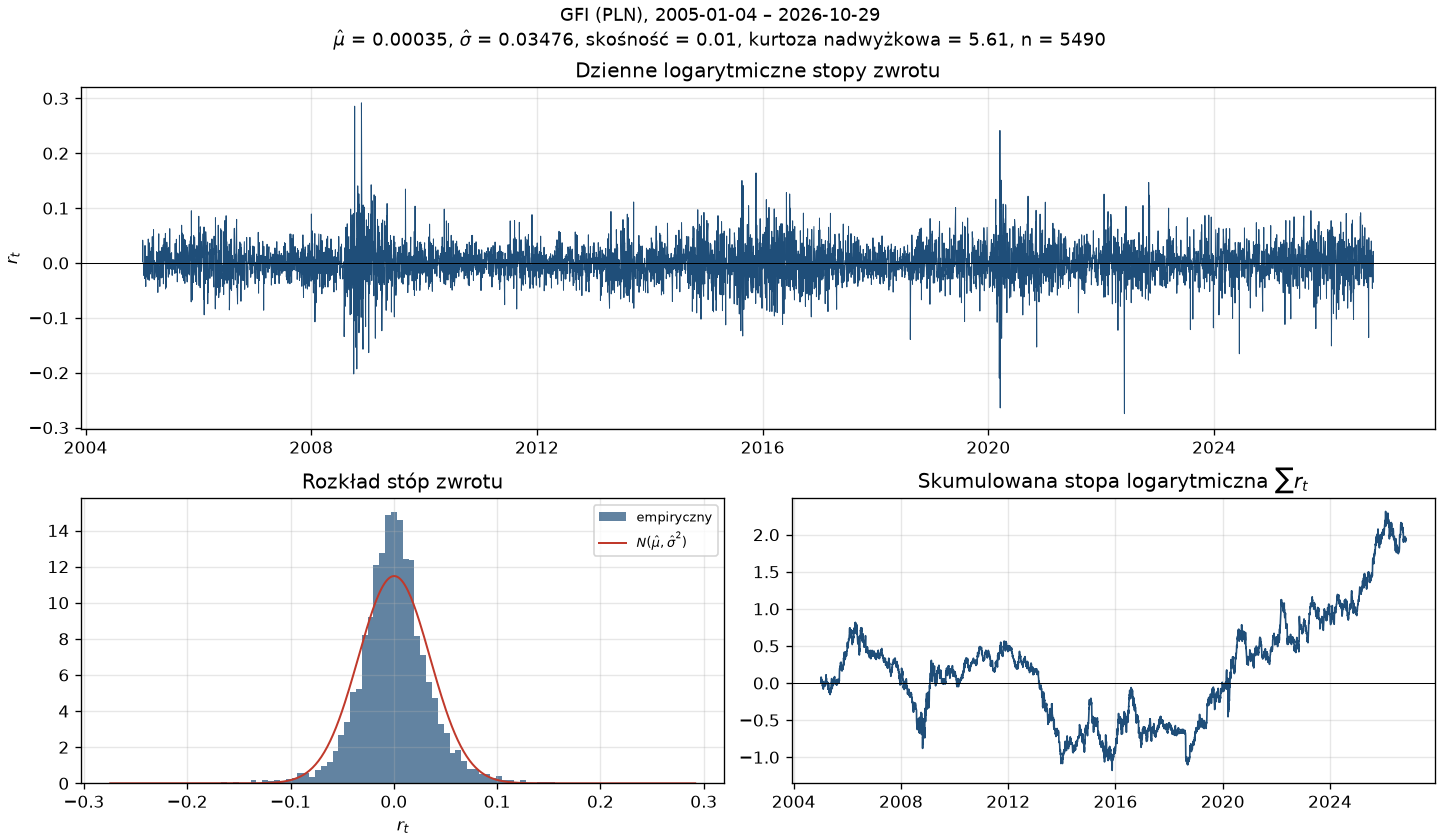 GFI (PLN), 2005-01-04 – 2026-10-29
μ̂ = 0.00035, σ̂ = 0.03476, skośność = 0.01, kurtoza nadwyżkowa = 5.61, n = 5490
Dzienne logarytmiczne stopy zwrotu
0.3
0.2
0.1
0.0
−0.1
−0.2
−0.3
r_t
2004 2008 2012 2016 2020 2024
Rozkład stóp zwrotu
empiryczny
N(μ̂, σ̂²)
14
12
10
8
6
4
2
0
−0.3 −0.2 −0.1 0.0 0.1 0.2 0.3
r_t
Skumulowana stopa logarytmiczna ∑r_t
2.0
1.5
1.0
0.5
0.0
−0.5
−1.0
2004 2008 2012 2016 2020 2024